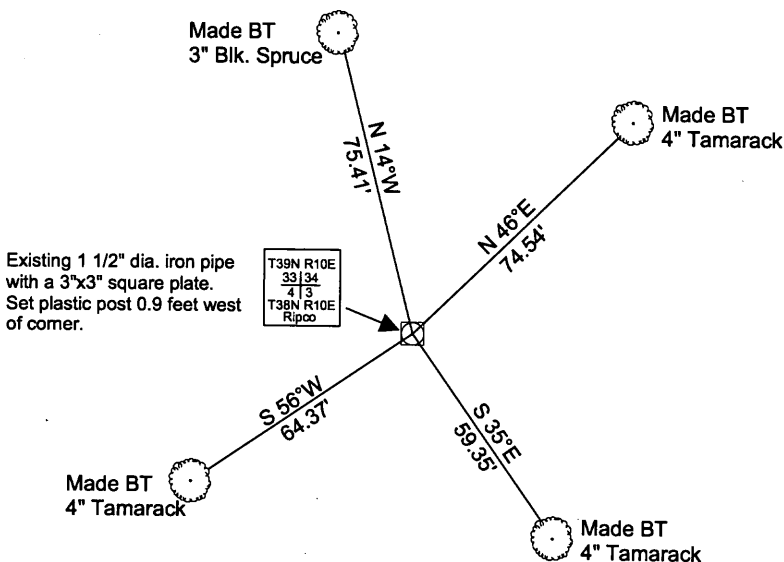 Made BT
3" Blk. Spruce
Made BT
4" Tamarack
N 14°W
75.41'
N 46°E
74.54'
Existing 1 1/2" dia. iron pipe
with a 3"x3" square plate.
Set plastic post 0.9 feet west
of corner.
T39N R10E
33 34
4 3
T38N R10E
Ripco
S 56°W
64.37'
S 35°E
59.35'
Made BT
4" Tamarack
Made BT
4" Tamarack